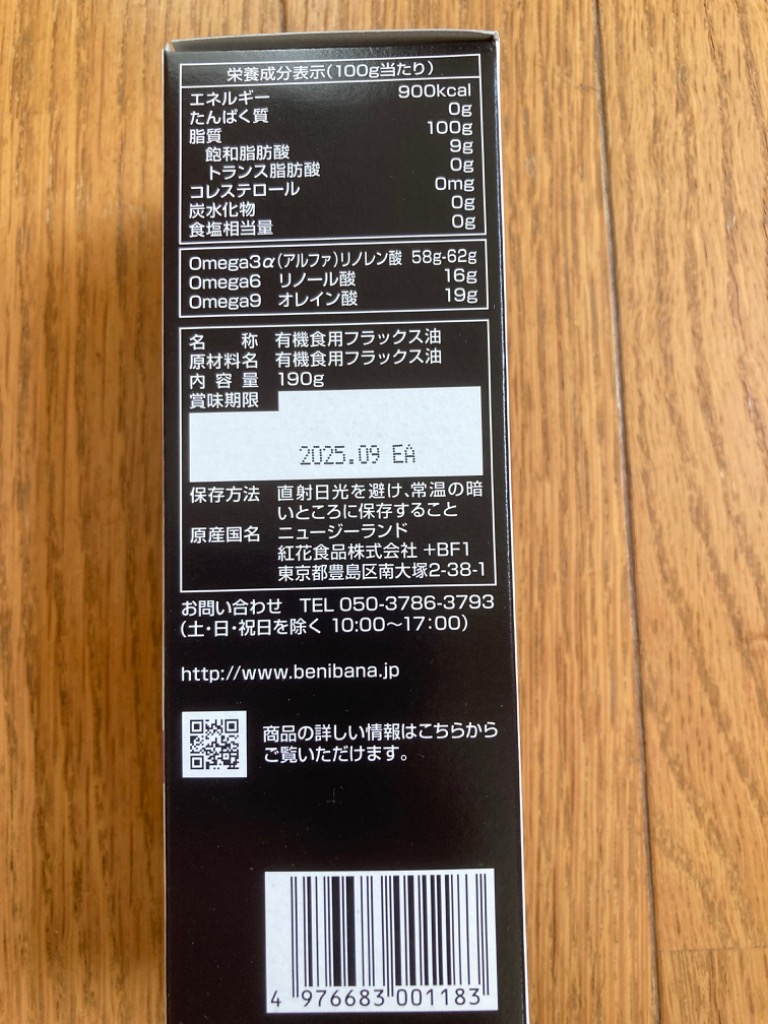 栄養成分表示(100g当たり)
エネルギー 900kcal
たんぱく質 0g
脂質 100g
飽和脂肪酸 9g
トランス脂肪酸 0g
コレステロール 0mg
炭水化物 0g
食塩相当量 0g
Omega3α(アルファ)リノレン酸 58g-62g
Omega6 リノール酸 16g
Omega9 オレイン酸 19g
名称 有機食用フラックス油
原材料名 有機食用フラックス油
内容量 190g
賞味期限
2025.09 EA
保存方法 直射日光を避け、常温の暗
いところに保存すること
原産国名 ニュージーランド
紅花食品株式会社 +BF1
東京都豊島区南大塚2-38-1
お問い合わせ TEL 050-3786-3793
(土・日・祝日を除く 10:00〜17:00)
http://www.benibana.jp
商品の詳しい情報はこちらから
ご覧いただけます。
4 976683 001183